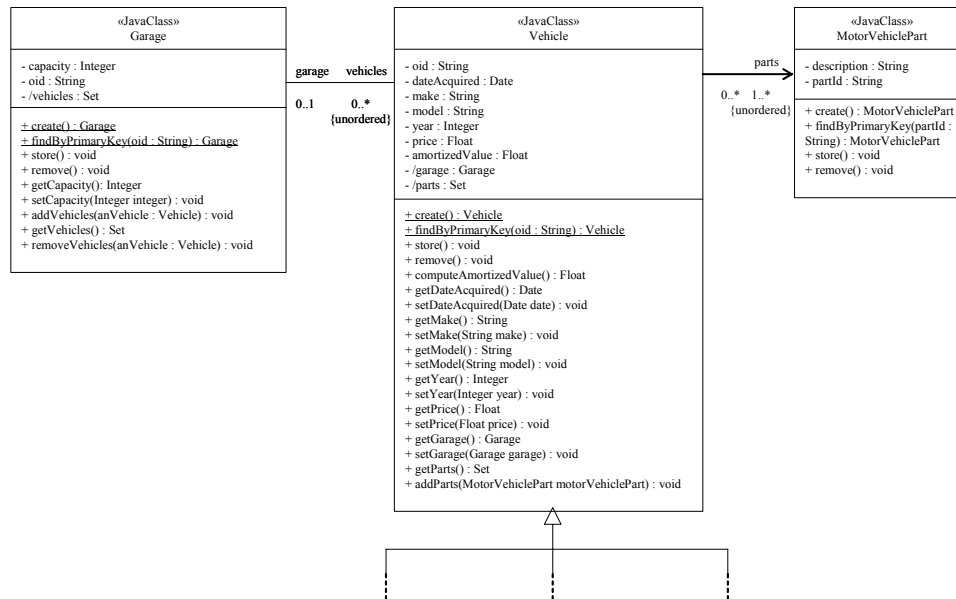 «JavaClass»
Garage
- capacity : Integer
- oid : String
- /vehicles : Set
+ create() : Garage
+ findByPrimaryKey(oid : String) : Garage
+ store() : void
+ remove() : void
+ getCapacity(): Integer
+ setCapacity(Integer integer) : void
+ addVehicles(anVehicle : Vehicle) : void
+ getVehicles() : Set
+ removeVehicles(anVehicle : Vehicle) : void
garage vehicles
0..1 0..*
{unordered}
«JavaClass»
Vehicle
- oid : String
- dateAcquired : Date
- make : String
- model : String
- year : Integer
- price : Float
- amortizedValue : Float
- /garage : Garage
- /parts : Set
+ create() : Vehicle
+ findByPrimaryKey(oid : String) : Vehicle
+ store() : void
+ remove() : void
+ computeAmortizedValue() : Float
+ getDateAcquired() : Date
+ setDateAcquired(Date date) : void
+ getMake() : String
+ setMake(String make) : void
+ getModel() : String
+ setModel(String model) : void
+ getYear() : Integer
+ setYear(Integer year) : void
+ getPrice() : Float
+ setPrice(Float price) : void
+ getGarage() : Garage
+ setGarage(Garage garage) : void
+ getParts() : Set
+ addParts(MotorVehiclePart motorVehiclePart) : void
parts
0..* 1..*
{unordered}
«JavaClass»
MotorVehiclePart
- description : String
- partId : String
+ create() : MotorVehiclePart
+ findByPrimaryKey(partId :
String) : MotorVehiclePart
+ store() : void
+ remove() : void